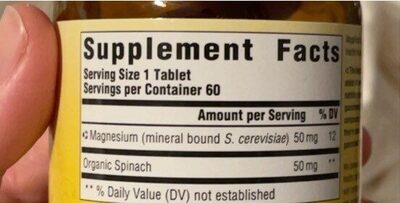 Supplement Facts
Serving Size 1 Tablet
Servings per Container 60
Amount per Serving % DV
Magnesium (mineral bound S. cerevisiae) 50 mg 12
Organic Spinach 50 mg **
** % Daily Value (DV) not established